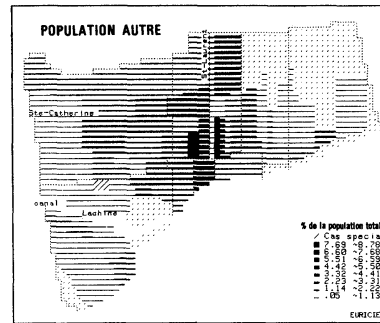 POPULATION AUTRE
St-Laurent
Ste-Catherine
canal
Lachine
% de la population total
/ Cas specia
7.69 ~8.78
6.60 ~7.68
5.51 ~6.59
4.42 ~5.50
3.32 ~4.41
2.23 ~3.31
1.14 ~2.22
.05 ~1.13
EURICIE